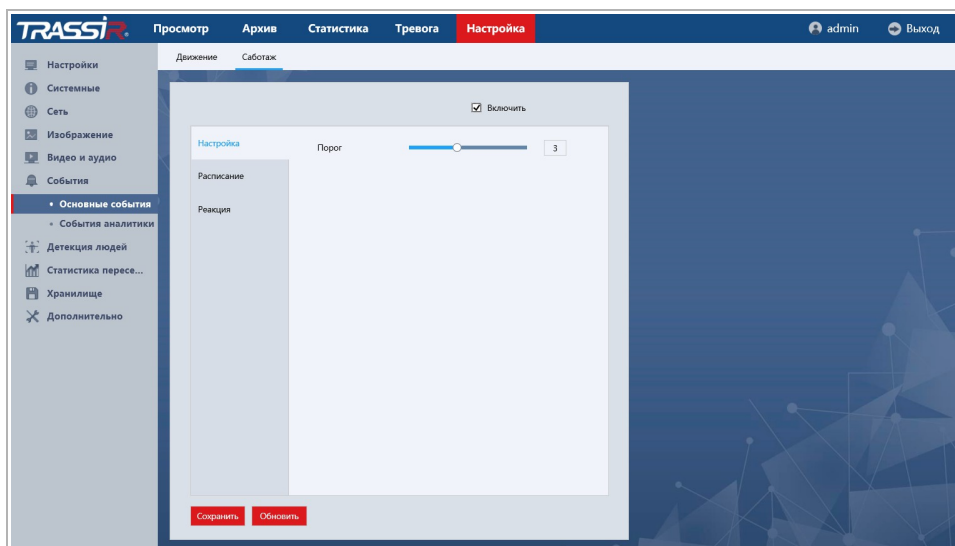 TRASSIR®
Просмотр Архив Статистика Тревога Настройка admin Выход
Движение Саботаж
Настройки
Системные
Сеть
Изображение
Видео и аудио
События
• Основные события
• События аналитики
Детекция людей
Статистика пересе...
Хранилище
Дополнительно
Включить
Настройка
Порог 3
Расписание
Реакция
Сохранить Обновить